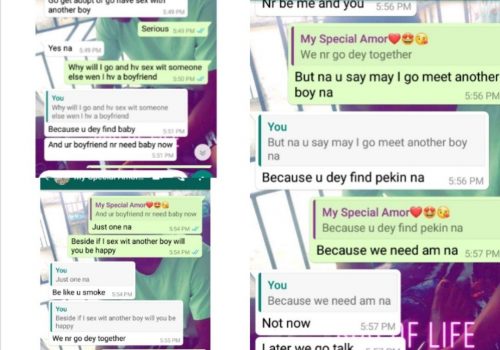 Go get adopt or go have sex with
another boy
5:49 PM
Serious 5:49 PM
Yes na
5:49 PM
Why will I go and hv sex wit someone
else wen I hv a boyfriend
5:50 PM
You
Why will I go and hv sex wit someone
else wen I hv a boyfriend
Because u dey find baby
5:51 PM
And ur boyfriend nr need baby now
5:51 PM
My Special Amor
And ur boyfriend nr need baby now
Just one na
5:54 PM
Beside if I sex wit another boy will
you be happy
5:54 PM
You
Just one na
Be like u smoke
5:54 PM
You
Beside if I sex wit another boy will you
be happy
We nr go dey together
5:55 PM
Nr be me and you 5:56 PM
My Special Amor❤️😍😘
We nr go dey together
But na u say may I go meet another
boy na
5:56 PM
You
But na u say may I go meet another boy
na
Because u dey find pekin na
5:56 PM
My Special Amor❤️😍😘
Because u dey find pekin na
Because we need am na
5:57 PM
You
Because we need am na
Not now
5:57 PM
OF LIFE
Later we go talk